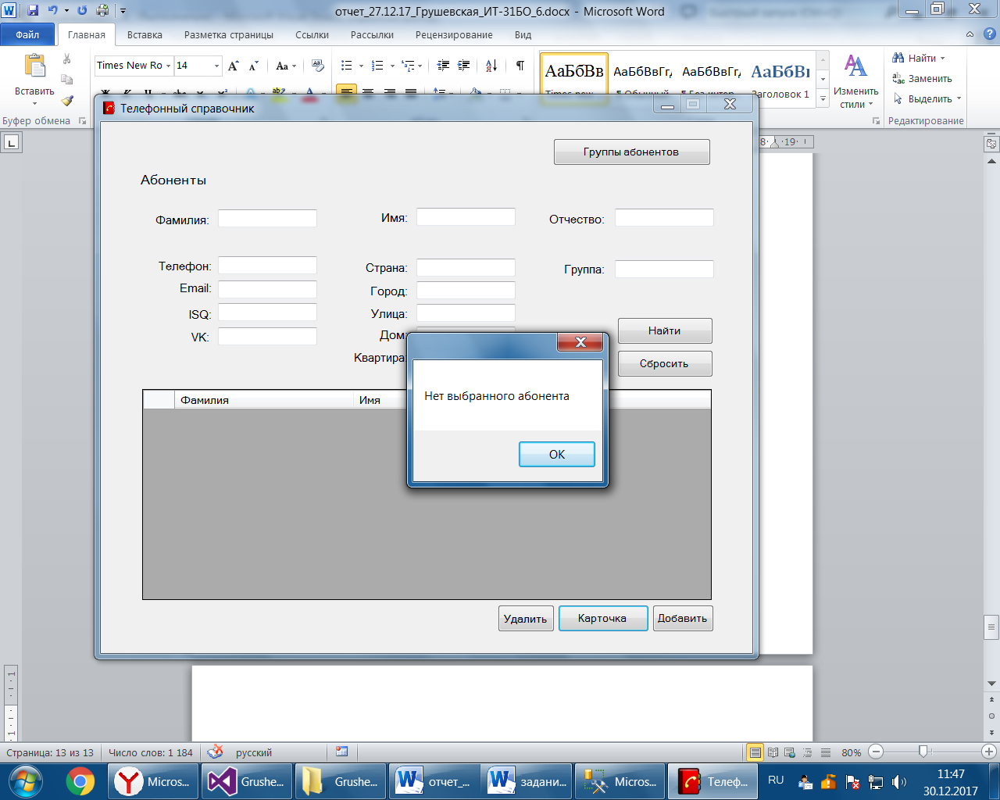 отчет_27.12.17_Грушевская_ИТ-31БО_6.docx - Microsoft Word
Файл Главная Вставка Разметка страницы Ссылки Рассылки Рецензирование Вид
Times New Ro 14 Aa
АаБбВв АаБбВвГг, АаБбВвГг, АаБбВі
Вставить
Заголовок 1
Изменить стили
Найти
Заменить
Выделить
Буфер обмена
Редактирование
Телефонный справочник
8 19
Группы абонентов
Абоненты
Фамилия: Имя: Отчество:
Телефон: Страна: Группа:
Email: Город:
ISQ: Улица:
VK: Дом:
Квартира:
Найти
Сбросить
Фамилия Имя
Нет выбранного абонента
OK
Удалить Карточка Добавить
Страница: 13 из 13 Число слов: 1 184 русский 80%
Micros... Grushe... Grushe... отчет_... задани... Micros... Телеф... RU 11:47
30.12.2017